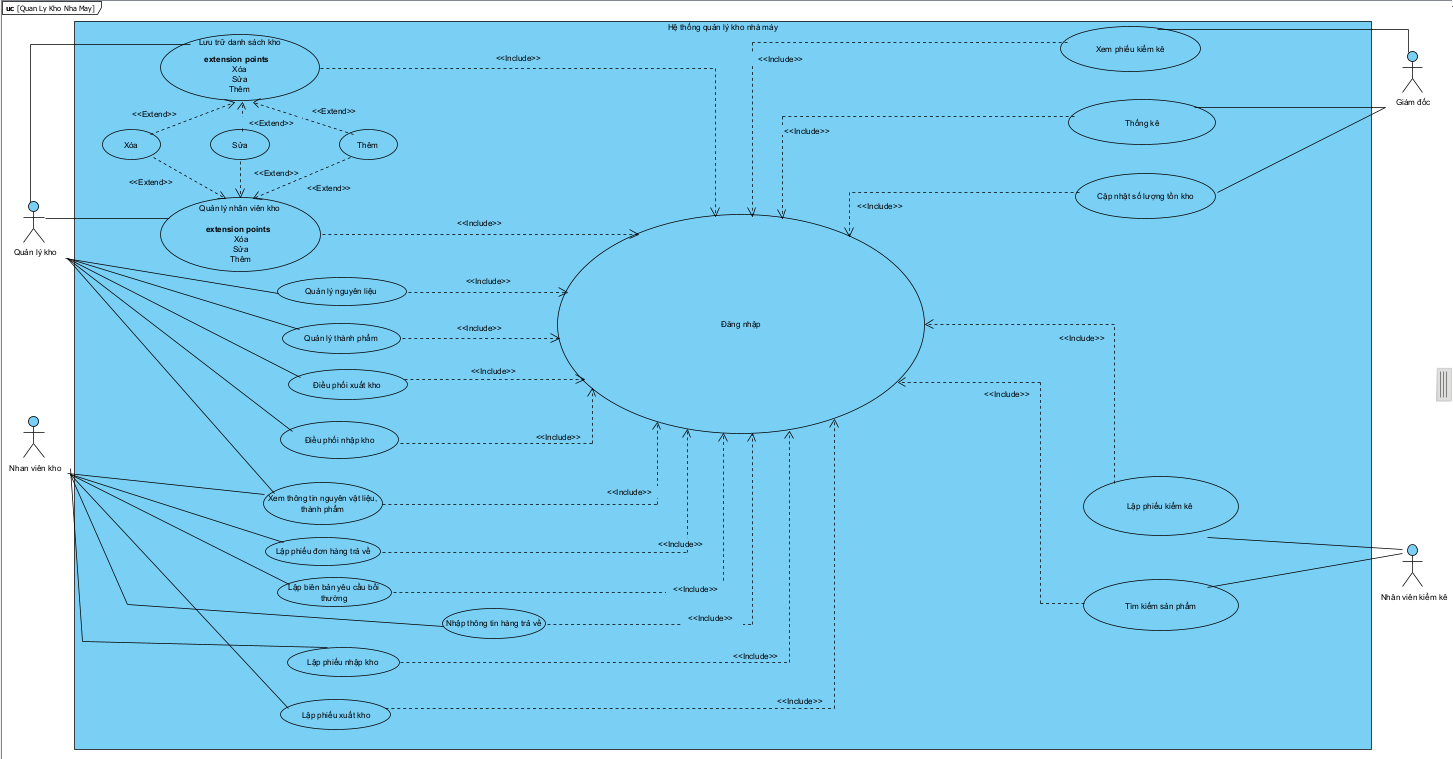 uc [Quan Ly Kho Nha May]
Hệ thống quản lý kho nhà máy
Lưu trữ danh sách kho
extension points
Xóa
Sửa
Thêm
<<Include>>
<<Include>>
Xem phiếu kiểm kê
Giám đốc
<<Extend>>
<<Extend>>
<<Extend>>
<<Include>>
Thống kê
Xóa
Sửa
Thêm
<<Extend>>
<<Extend>>
<<Extend>>
Cập nhật số lượng tồn kho
<<Include>>
Quản lý nhân viên kho
extension points
Xóa
Sửa
Thêm
<<Include>>
Quản lý kho
Quản lý nguyên liệu
<<Include>>
Quản lý thành phẩm
<<Include>>
Đăng nhập
<<Include>>
Điều phối xuất kho
<<Include>>
<<Include>>
Điều phối nhập kho
<<Include>>
Nhan viên kho
Xem thông tin nguyên vật liệu,
thành phẩm
<<Include>>
Lập phiếu kiểm kê
Lập phiếu đơn hàng trả về
<<Include>>
Lập biên bản yêu cầu bồi
thường
<<Include>>
Nhân viên kiểm kê
Tìm kiếm sản phẩm
Nhập thông tin hàng trả về
<<Include>>
Lập phiếu nhập kho
<<Include>>
Lập phiếu xuất kho
<<Include>>